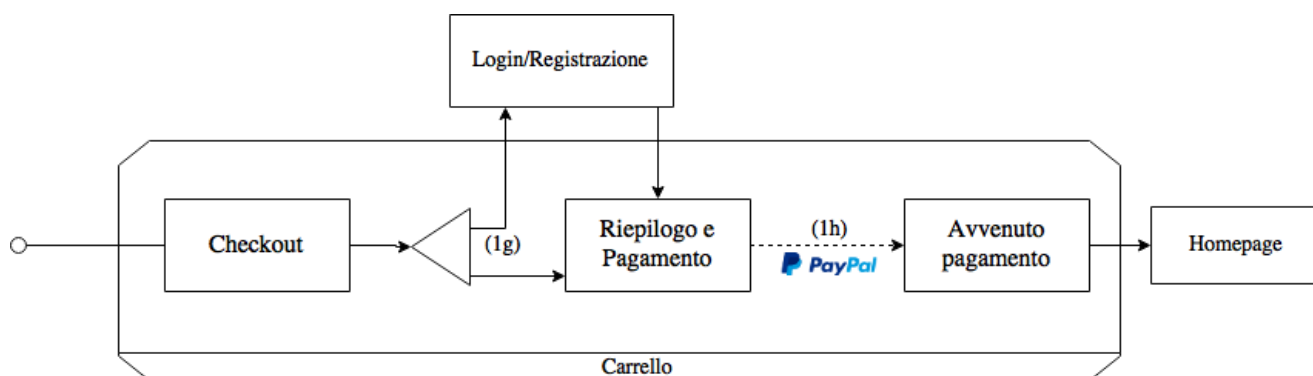 Login/Registrazione
Checkout
(1g)
Riepilogo e
Pagamento
(1h)
PayPal
Avvenuto
pagamento
Homepage
Carrello